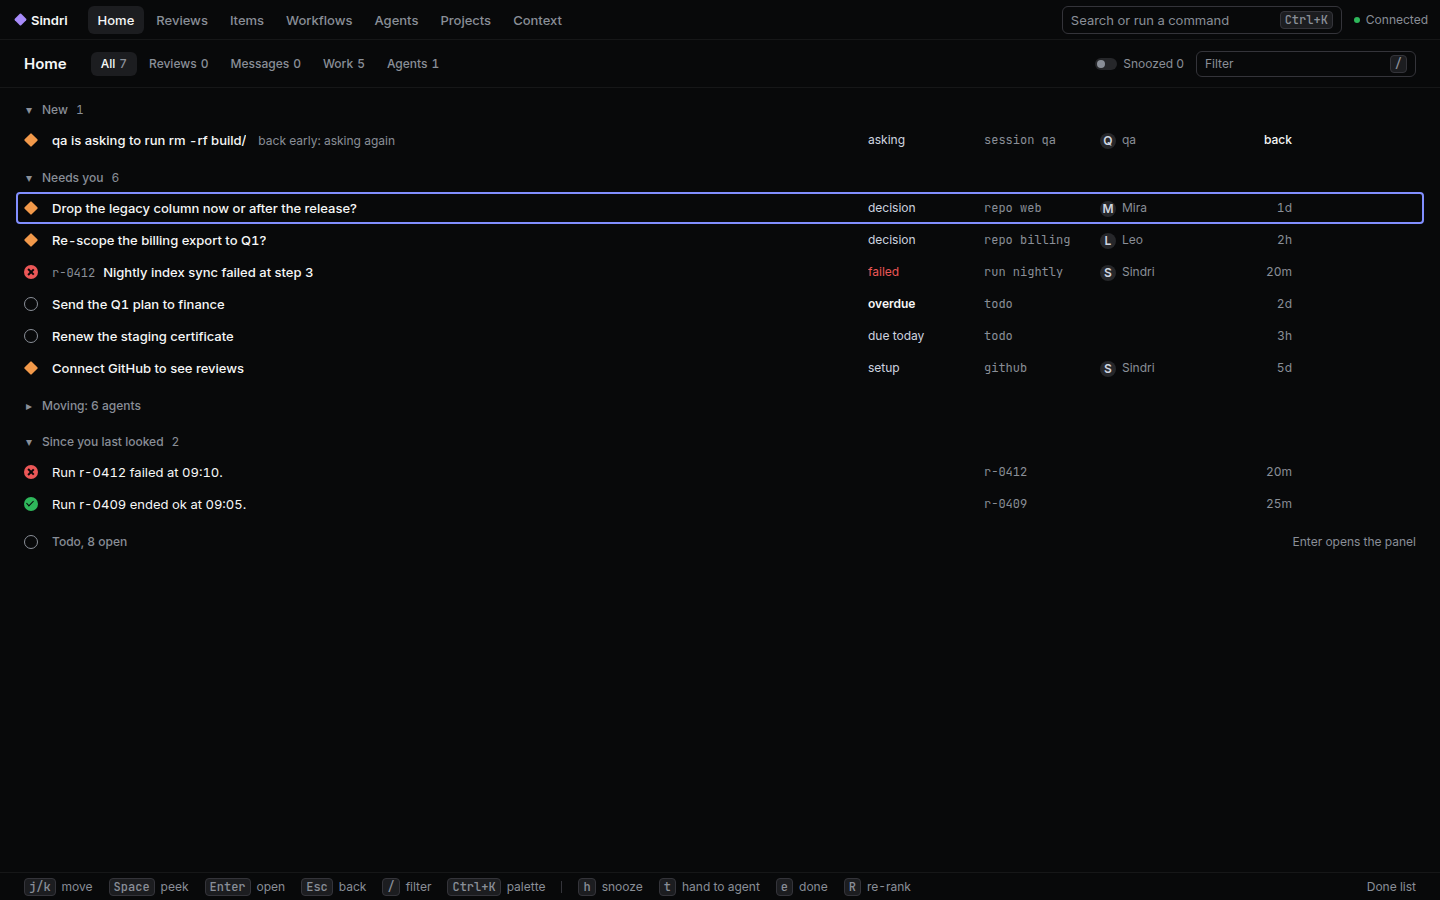 Sindri Home Reviews Items Workflows Agents Projects Context Search or run a command Ctrl+K Connected
Home All 7 Reviews 0 Messages 0 Work 5 Agents 1 Snoozed 0 Filter /
New 1
qa is asking to run rm -rf build/ back early: asking again asking session qa Q qa back
Needs you 6
Drop the legacy column now or after the release? decision repo web M Mira 1d
Re-scope the billing export to Q1? decision repo billing L Leo 2h
r-0412 Nightly index sync failed at step 3 failed run nightly S Sindri 20m
Send the Q1 plan to finance overdue todo 2d
Renew the staging certificate due today todo 3h
Connect GitHub to see reviews setup github S Sindri 5d
Moving: 6 agents
Since you last looked 2
Run r-0412 failed at 09:10. r-0412 20m
Run r-0409 ended ok at 09:05. r-0409 25m
Todo, 8 open Enter opens the panel
j/k move Space peek Enter open Esc back / filter Ctrl+K palette h snooze t hand to agent e done R re-rank Done list